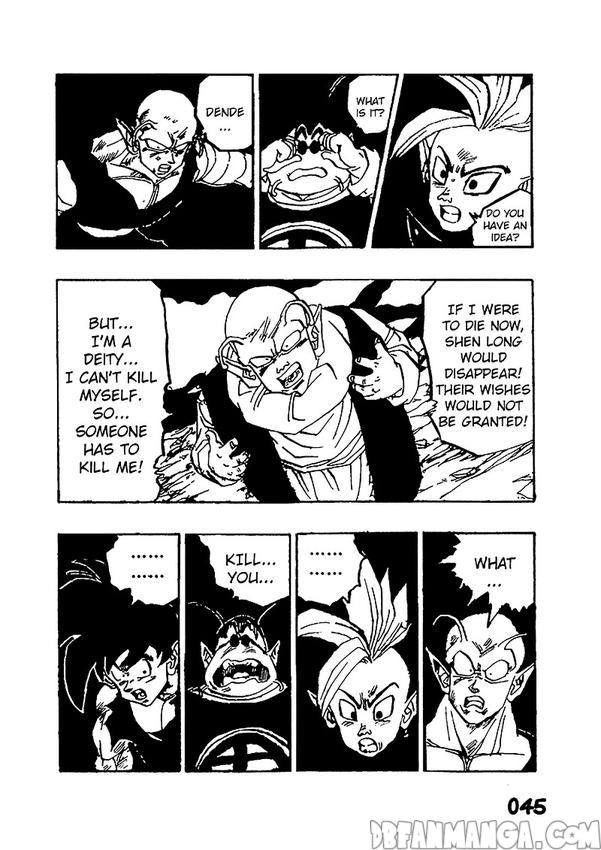 DO YOU
HAVE AN
IDEA?
WHAT
IS IT?
DENDE
...
IF I WERE
TO DIE NOW,
SHEN LONG
WOULD
DISAPPEAR!
THEIR WISHES
WOULD NOT
BE GRANTED!
BUT...
I'M A
DEITY...
I CAN'T KILL
MYSELF.
SO...
SOMEONE
HAS TO
KILL ME!
WHAT
...
......
......
KILL...
YOU...
......
......
045
DBFANMANGA.COM